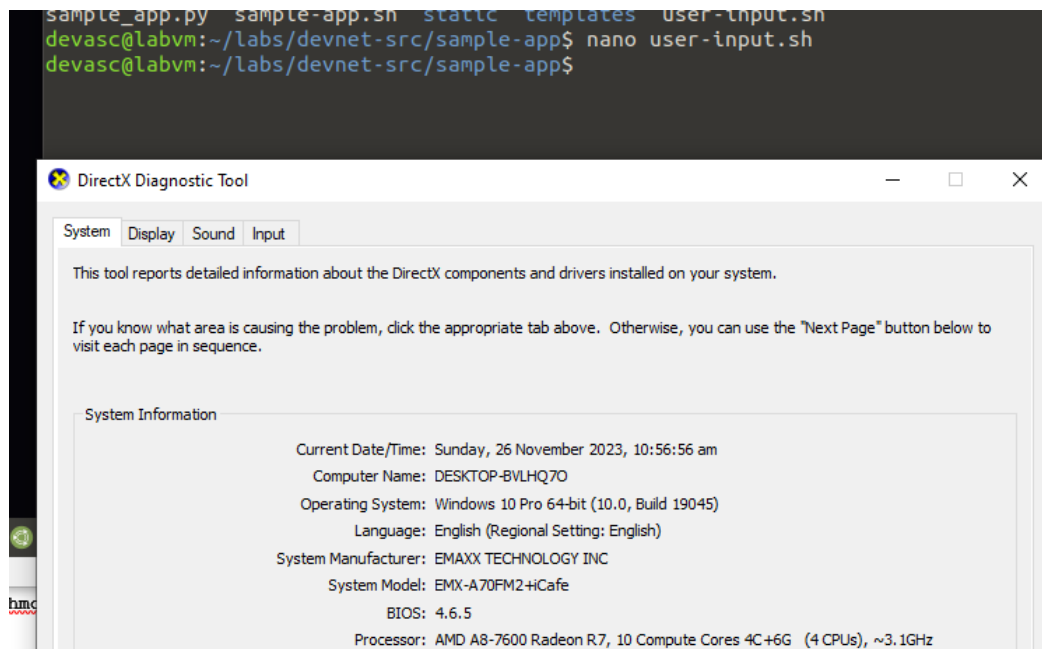 sample_app.py sample-app.sh static templates user-input.sh
devasc@labvm:~/labs/devnet-src/sample-app$ nano user-input.sh
devasc@labvm:~/labs/devnet-src/sample-app$
DirectX Diagnostic Tool
System Display Sound Input
This tool reports detailed information about the DirectX components and drivers installed on your system.
If you know what area is causing the problem, click the appropriate tab above. Otherwise, you can use the "Next Page" button below to
visit each page in sequence.
System Information
Current Date/Time: Sunday, 26 November 2023, 10:56:56 am
Computer Name: DESKTOP-BVLHQ7O
Operating System: Windows 10 Pro 64-bit (10.0, Build 19045)
Language: English (Regional Setting: English)
System Manufacturer: EMAXX TECHNOLOGY INC
System Model: EMX-A70FM2+iCafe
BIOS: 4.6.5
Processor: AMD A8-7600 Radeon R7, 10 Compute Cores 4C+6G (4 CPUs), ~3.1GHz